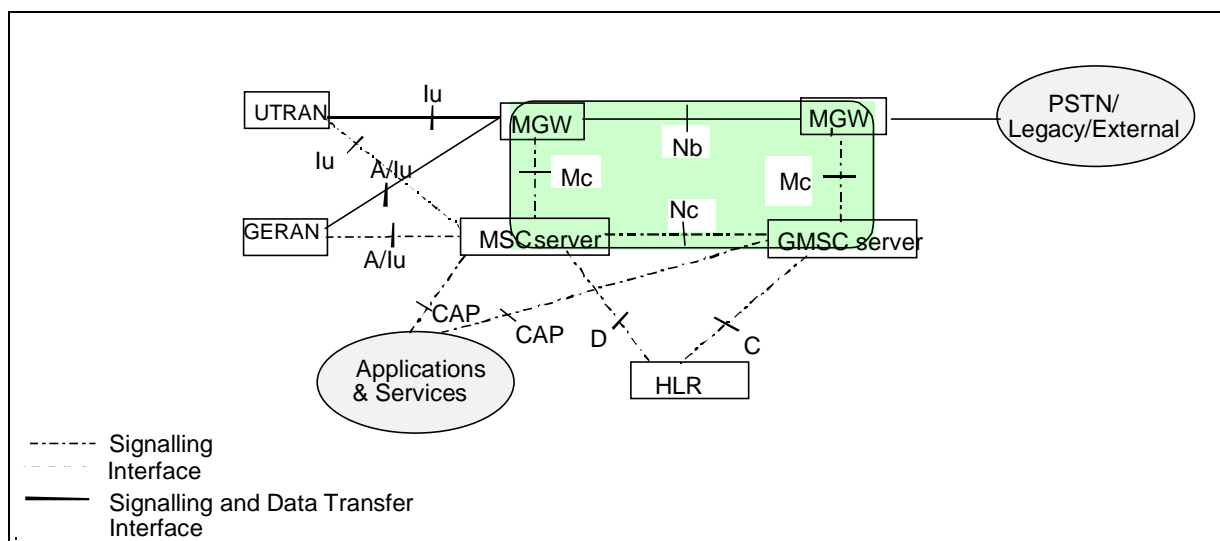 Iu
UTRAN
MGW
MGW
PSTN/
Legacy/External
Nb
Iu
A/Iu
Mc
Mc
Nc
GERAN
MSC server
GMSC server
A/Iu
CAP
CAP
D
C
Applications
& Services
HLR
Signalling
Interface
Signalling and Data Transfer
Interface